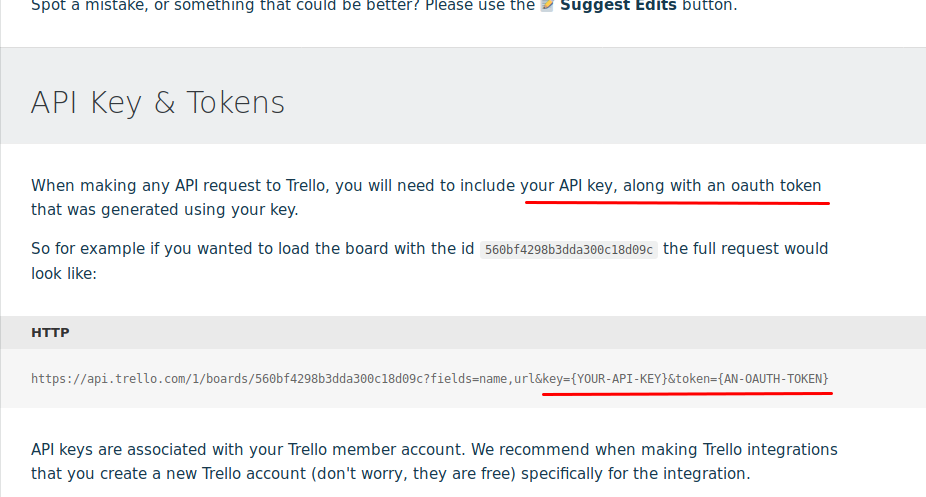 Spot a mistake, or something that could be better? Please use the 📝 Suggest Edits button.
API Key & Tokens
When making any API request to Trello, you will need to include your API key, along with an oauth token
that was generated using your key.
So for example if you wanted to load the board with the id 560bf4298b3dda300c18d09c the full request would
look like:
HTTP
https://api.trello.com/1/boards/560bf4298b3dda300c18d09c?fields=name,url&key={YOUR-API-KEY}&token={AN-OAUTH-TOKEN}
API keys are associated with your Trello member account. We recommend when making Trello integrations
that you create a new Trello account (don't worry, they are free) specifically for the integration.